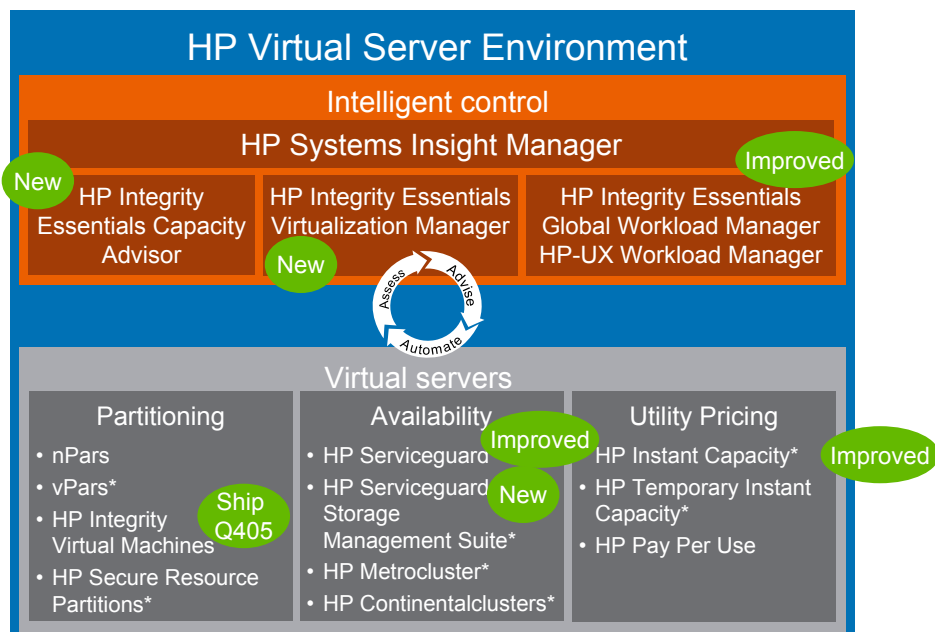 HP Virtual Server Environment
Intelligent control
HP Systems Insight Manager
Improved
New
HP Integrity
Essentials Capacity
Advisor
HP Integrity Essentials
Virtualization Manager
New
HP Integrity Essentials
Global Workload Manager
HP-UX Workload Manager
Assess
Advise
Automate
Virtual servers
Partitioning
• nPars
• vPars*
• HP Integrity
Virtual Machines
Ship
Q405
• HP Secure Resource
Partitions*
Availability
Improved
• HP Serviceguard
• HP Serviceguard
New
Storage
Management Suite*
• HP Metrocluster*
• HP Continentalclusters*
Utility Pricing
HP Instant Capacity*
Improved
• HP Temporary Instant
Capacity*
• HP Pay Per Use